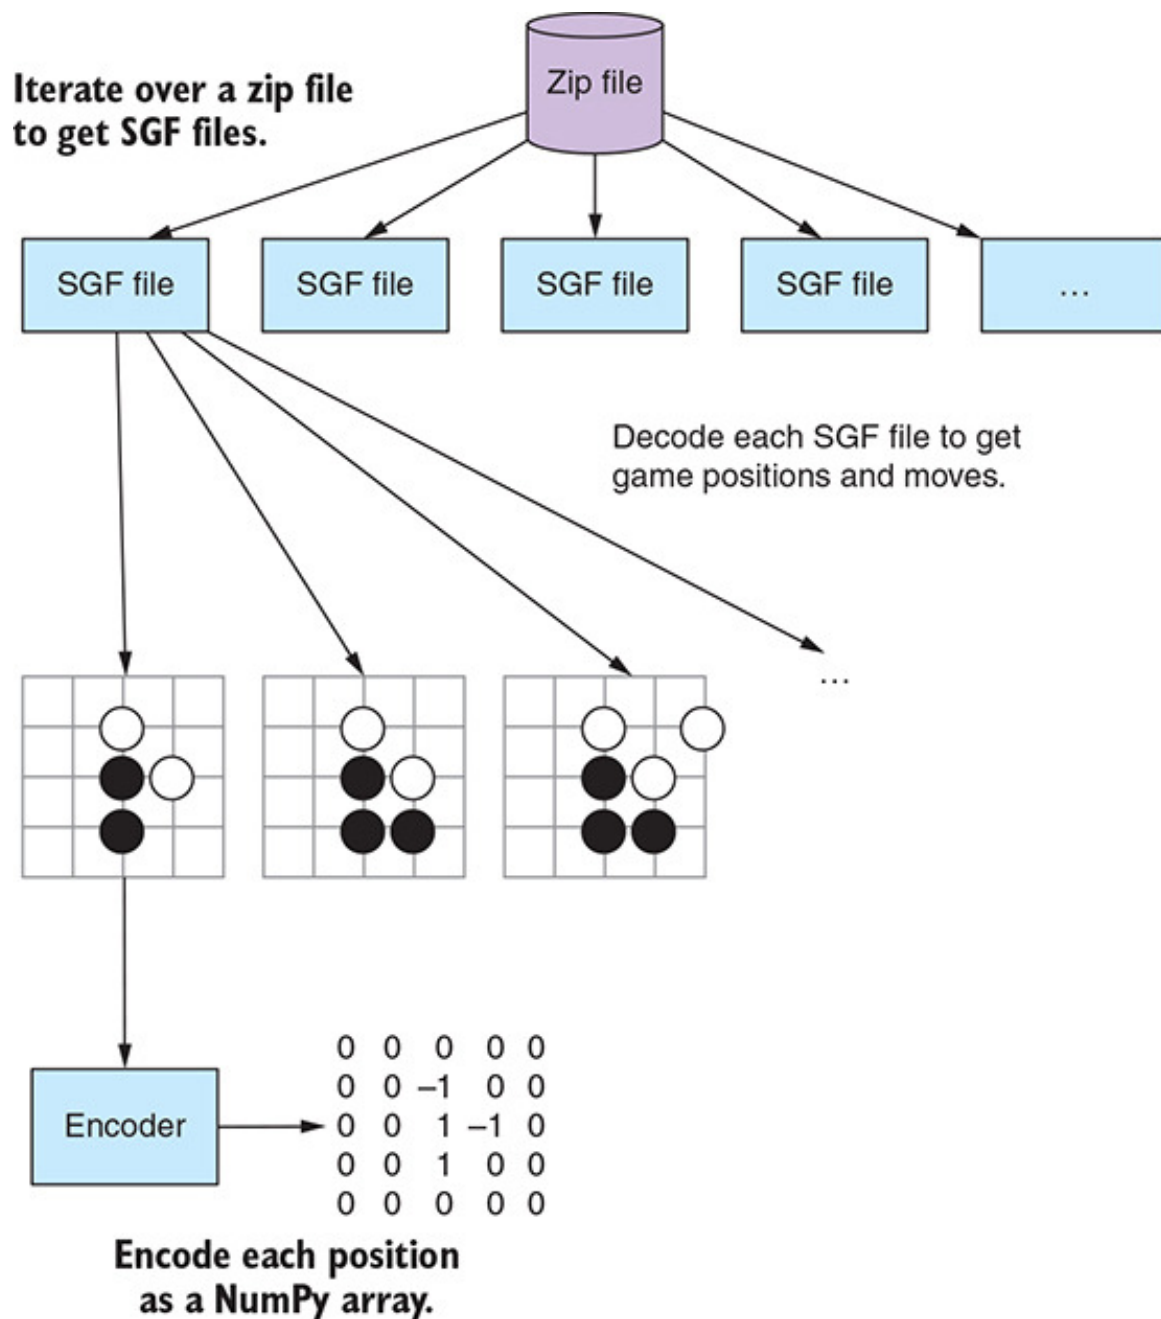 Zip file
Iterate over a zip file
to get SGF files.
SGF file
SGF file
SGF file
SGF file
...
Decode each SGF file to get
game positions and moves.
...
Encoder
0 0 0 0 0
0 0 –1 0 0
0 0 1 –1 0
0 0 1 0 0
0 0 0 0 0
Encode each position
as a NumPy array.